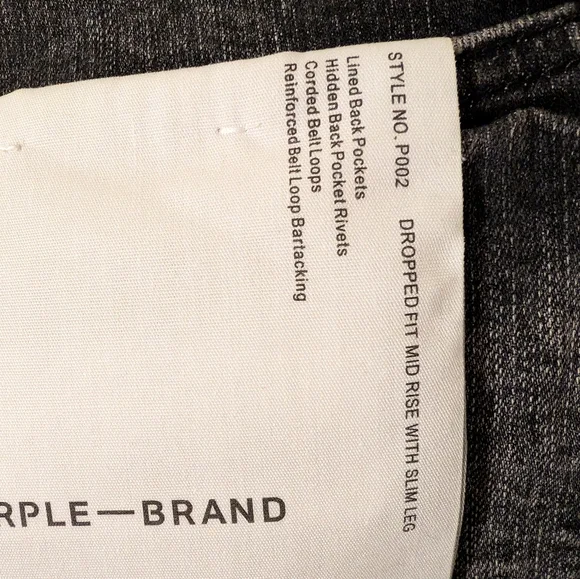 STYLE NO. P002 DROPPED FIT MID RISE WITH SLIM LEG
Lined Back Pockets
Hidden Back Pocket Rivets
Corded Belt Loops
Reinforced Belt Loop Bartacking
RPLE—BRAND